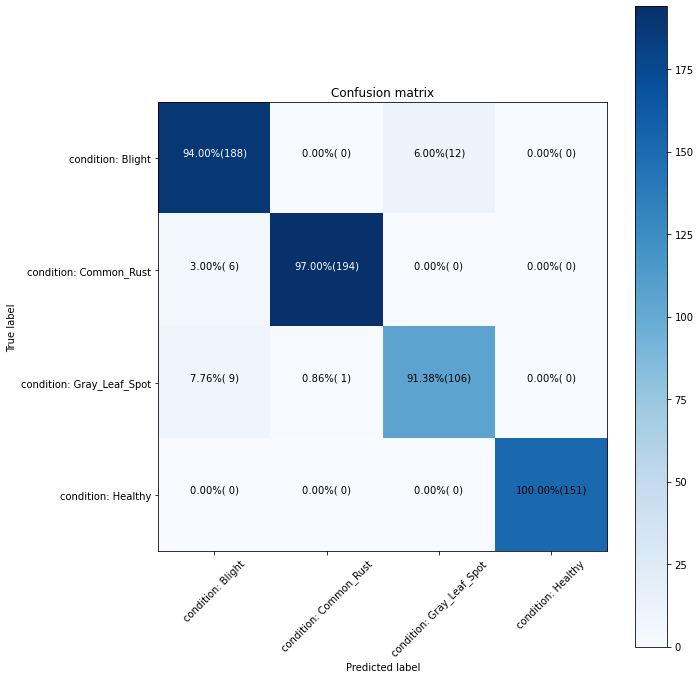 Confusion matrix
condition: Blight
94.00%(188) 0.00%( 0) 6.00%(12) 0.00%( 0)
condition: Common_Rust
3.00%( 6) 97.00%(194) 0.00%( 0) 0.00%( 0)
condition: Gray_Leaf_Spot
7.76%( 9) 0.86%( 1) 91.38%(106) 0.00%( 0)
condition: Healthy
0.00%( 0) 0.00%( 0) 0.00%( 0) 100.00%(151)
True label
condition: Blight
condition: Common_Rust
condition: Gray_Leaf_Spot
condition: Healthy
Predicted label
175
150
125
100
75
50
25
0